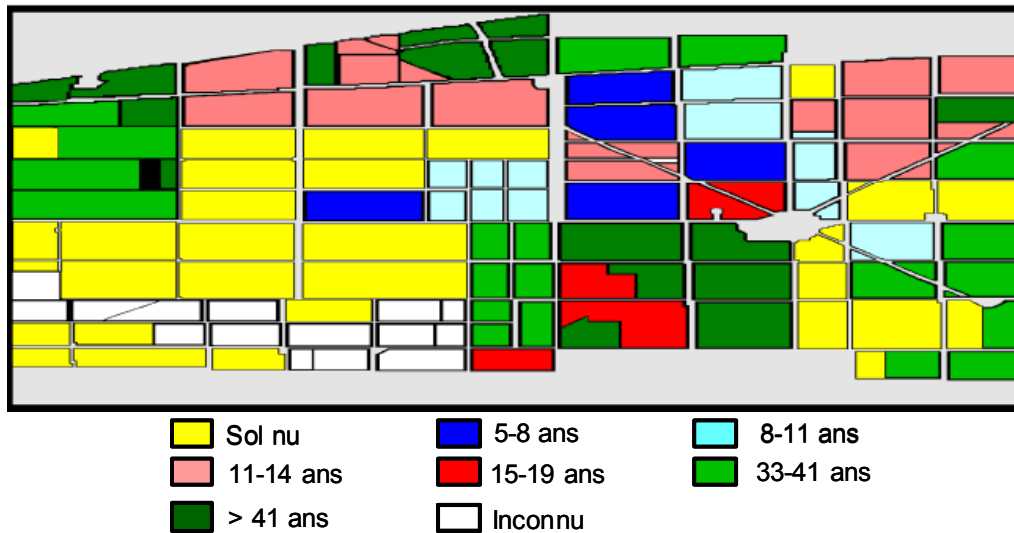 Sol nu
5-8 ans
8-11 ans
11-14 ans
15-19 ans
33-41 ans
> 41 ans
Inconnu